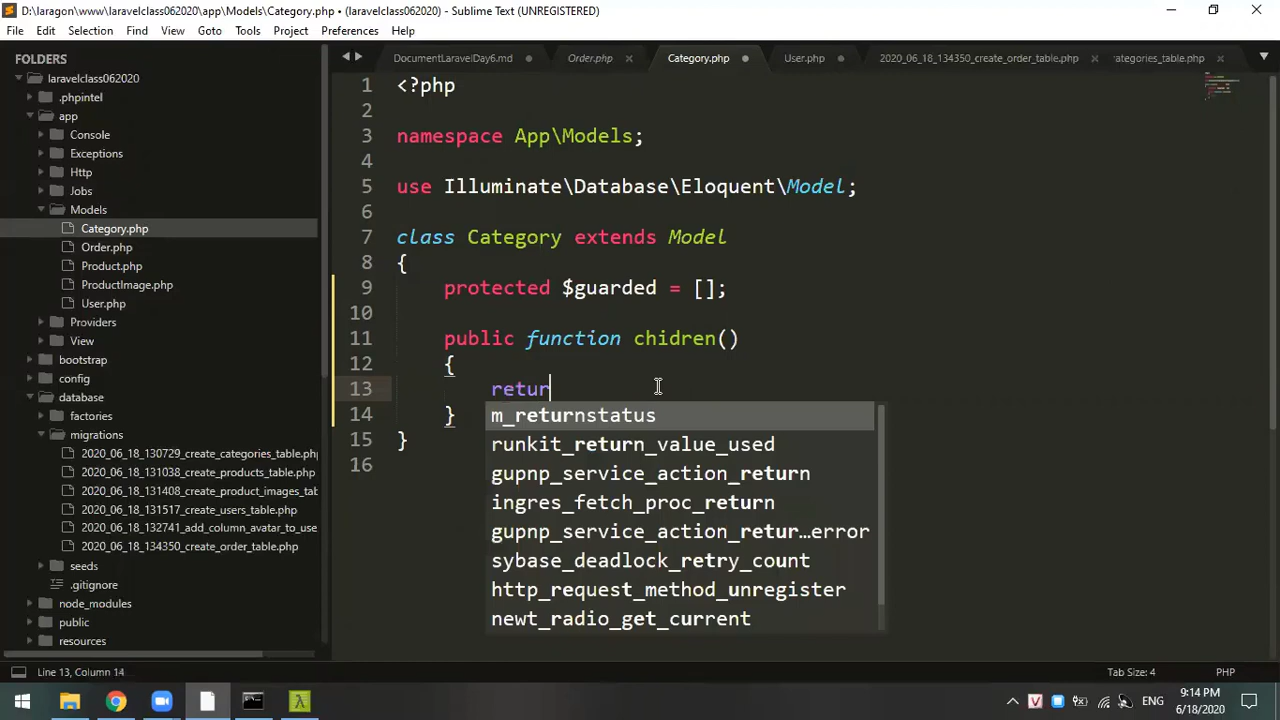 D:\laragon\www\laravelclass062020\app\Models\Category.php • (laravelclass062020) - Sublime Text (UNREGISTERED)
File Edit Selection Find View Goto Tools Project Preferences Help
FOLDERS
laravelclass062020
.phpintel
app
Console
Exceptions
Http
Jobs
Models
Category.php
Order.php
Product.php
ProductImage.php
User.php
Providers
View
bootstrap
config
database
factories
migrations
2020_06_18_130729_create_categories_table.php
2020_06_18_131038_create_products_table.php
2020_06_18_131408_create_product_images_tab
2020_06_18_131517_create_users_table.php
2020_06_18_132741_add_column_avatar_to_use
2020_06_18_134350_create_order_table.php
seeds
.gitignore
node_modules
public
resources
DocumentLaravelDay6.md Order.php Category.php User.php 2020_06_18_134350_create_order_table.php categories_table.php
1 <?php
2
3 namespace App\Models;
4
5 use Illuminate\Database\Eloquent\Model;
6
7 class Category extends Model
8 {
9 protected $guarded = [];
10
11 public function chidren()
12 {
13 retur
14 }
15 }
16
m_returnstatus
runkit_return_value_used
gupnp_service_action_return
ingres_fetch_proc_return
gupnp_service_action_retur…error
sybase_deadlock_retry_count
http_request_method_unregister
newt_radio_get_current
Line 13, Column 14 Tab Size: 4 PHP
ENG
9:14 PM
6/18/2020